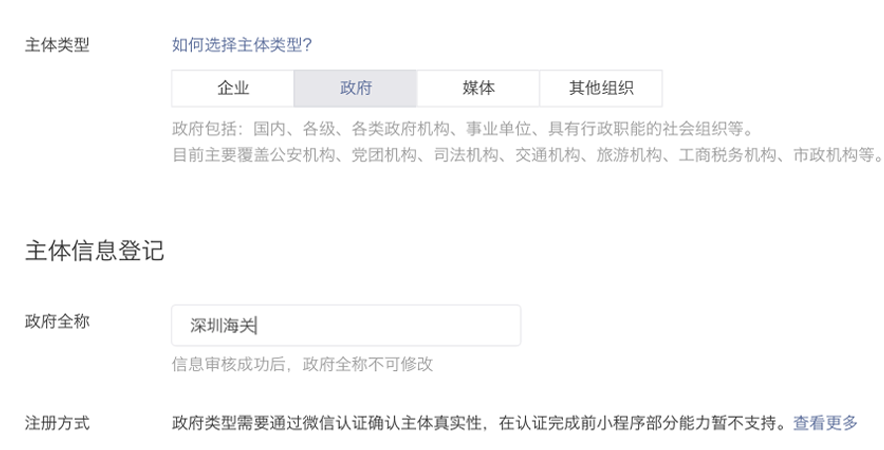 主体类型 如何选择主体类型?
企业 政府 媒体 其他组织
政府包括：国内、各级、各类政府机构、事业单位、具有行政职能的社会组织等。
目前主要覆盖公安机构、党团机构、司法机构、交通机构、旅游机构、工商税务机构、市政机构等。
主体信息登记
政府全称 深圳海关
信息审核成功后，政府全称不可修改
注册方式 政府类型需要通过微信认证确认主体真实性，在认证完成前小程序部分能力暂不支持。查看更多